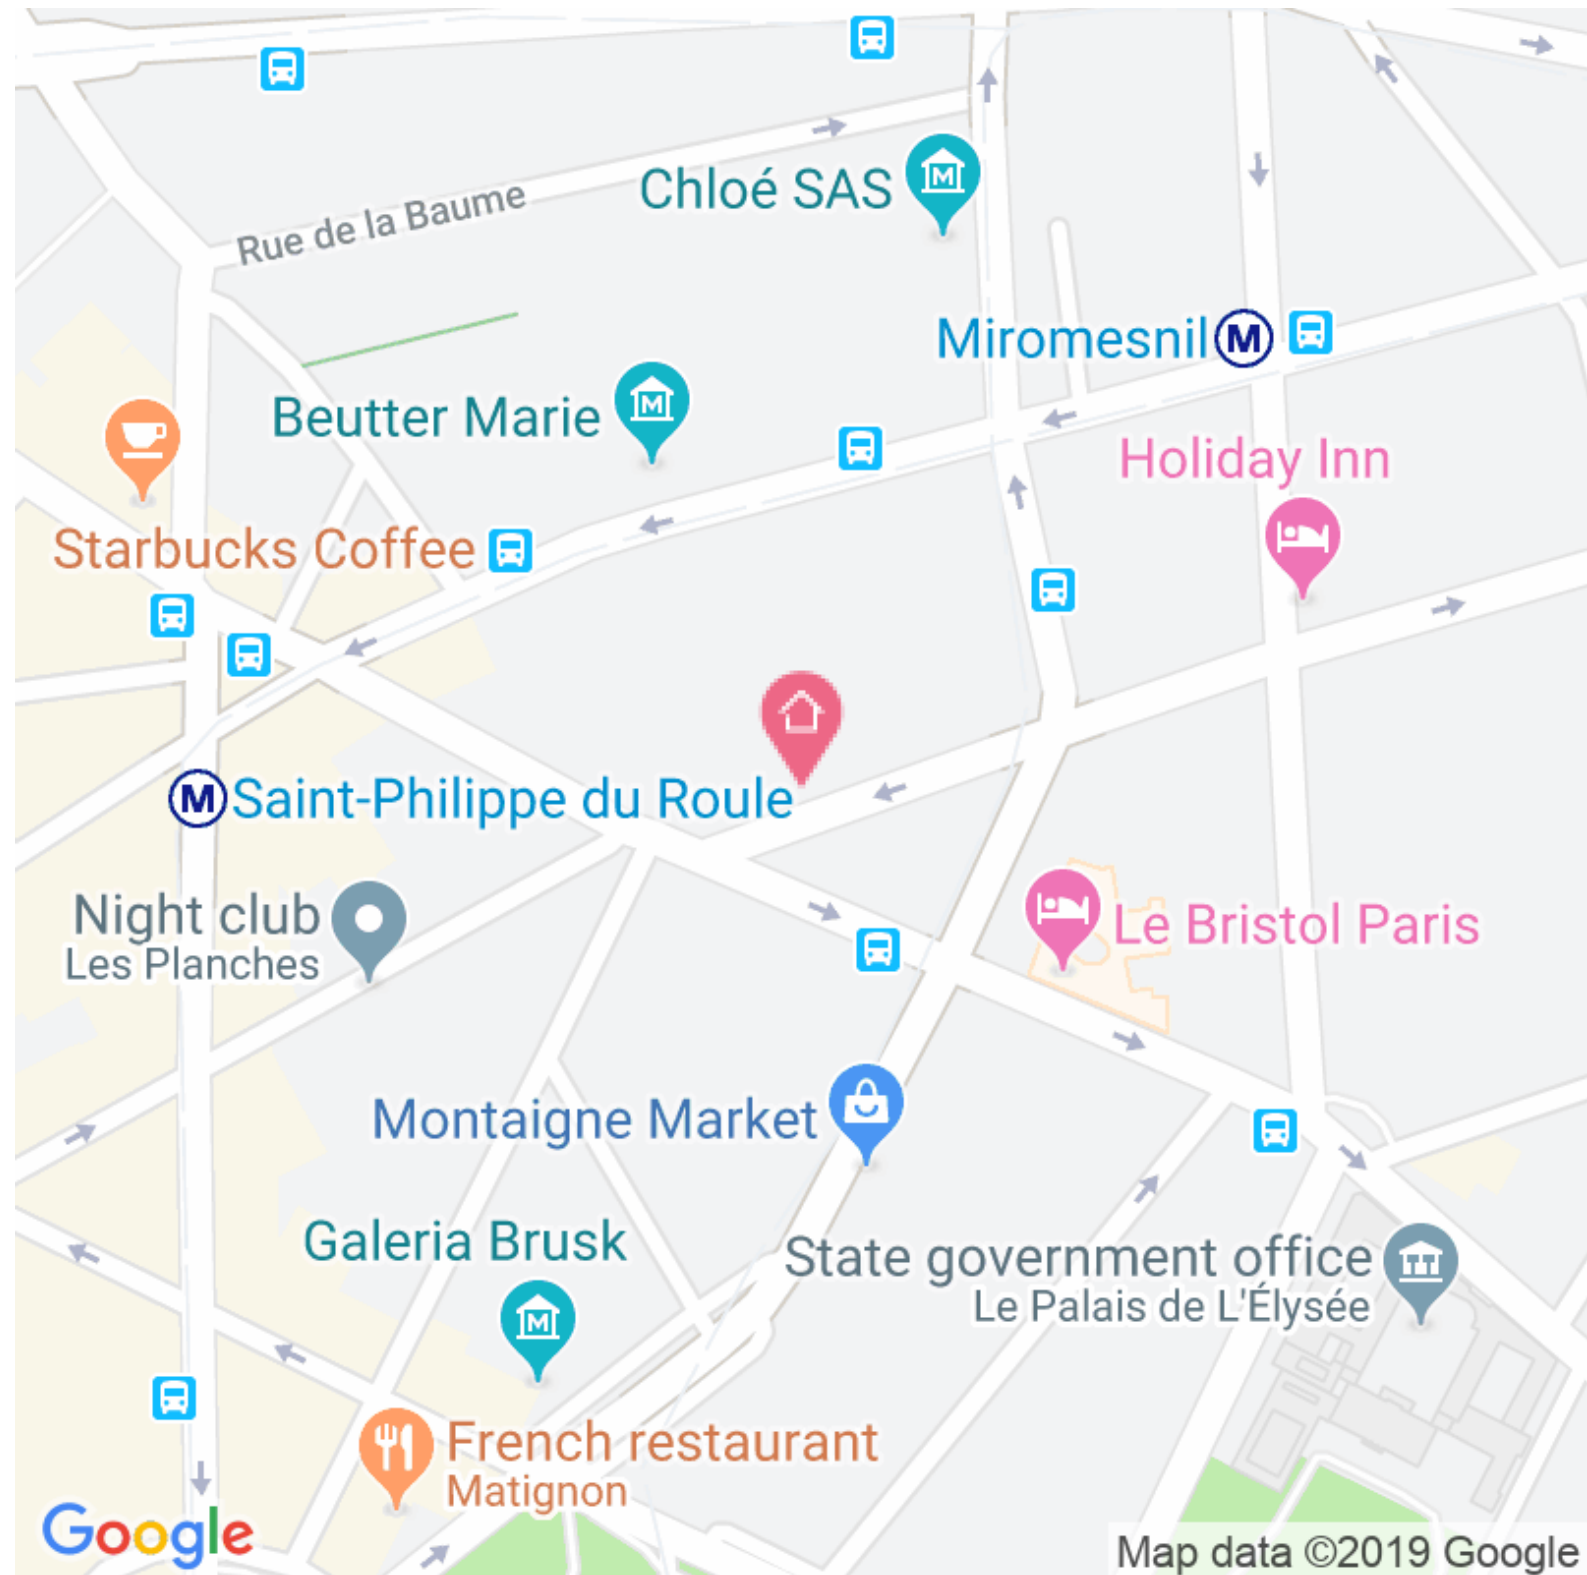 Chloé SAS
Rue de la Baume
Miromesnil M
Beutter Marie
Holiday Inn
Starbucks Coffee
M Saint-Philippe du Roule
Night club
Les Planches
Le Bristol Paris
Montaigne Market
Galeria Brusk
State government office
Le Palais de L'Élysée
French restaurant
Matignon
Google
Map data ©2019 Google